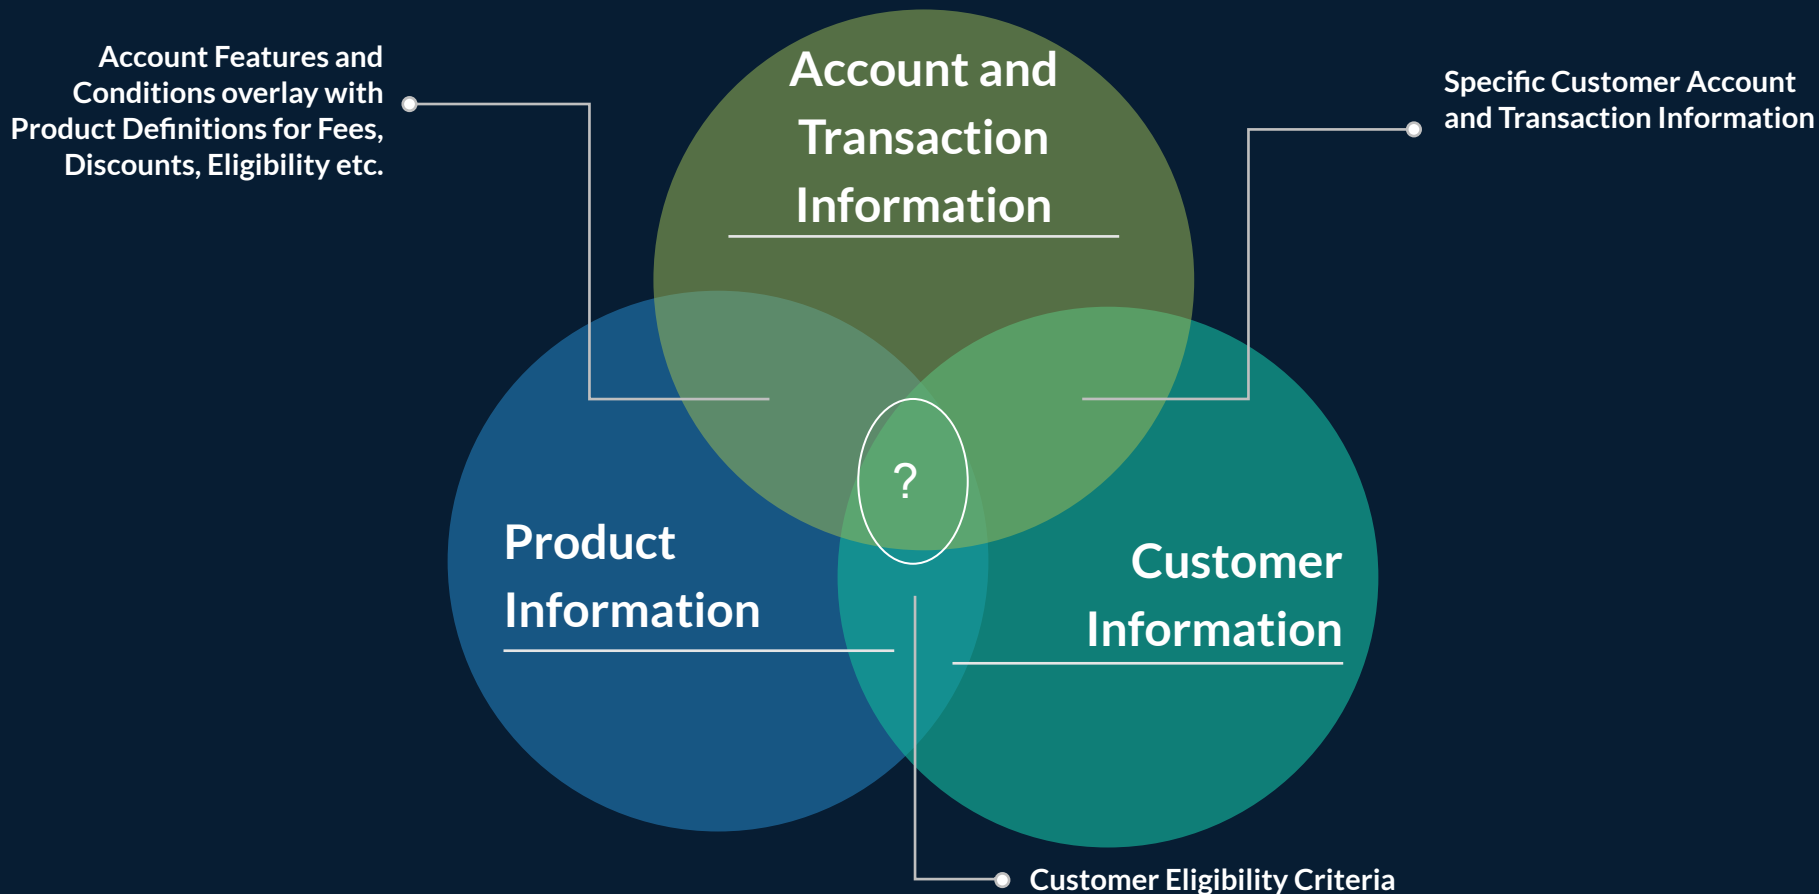 Account Features and
Conditions overlay with
Product Definitions for Fees,
Discounts, Eligibility etc.
Account and
Transaction
Information
Specific Customer Account
and Transaction Information
?
Product
Information
Customer
Information
Customer Eligibility Criteria